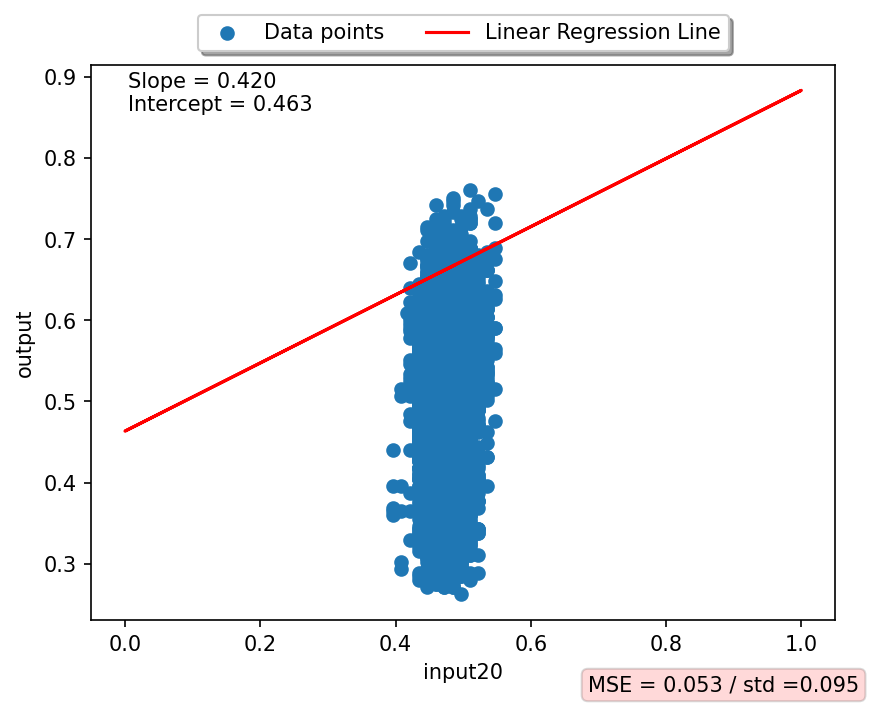 Data points
Linear Regression Line
Slope = 0.420
Intercept = 0.463
0.9
0.8
0.7
0.6
0.5
0.4
0.3
output
0.0 0.2 0.4 0.6 0.8 1.0
input20
MSE = 0.053 / std =0.095